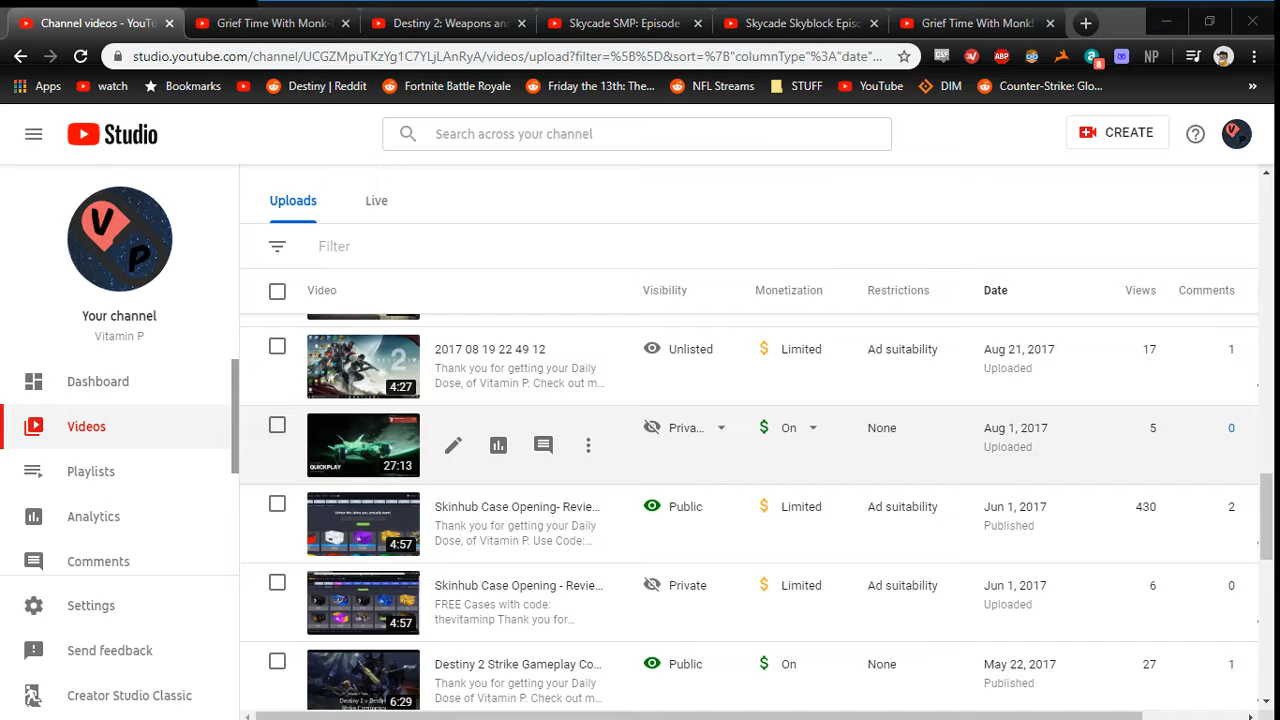 Channel videos - YouTu
Grief Time With Monk-
Destiny 2: Weapons and
Skycade SMP: Episode
Skycade Skyblock Episo
Grief Time With Monk!
studio.youtube.com/channel/UCGZMpuTKzYg1C7YLjLAnRyA/videos/upload?filter=%5B%5D&sort=%7B"columnType"%3A"date"...
CSF
ABP
8
NP
Apps
watch
Bookmarks
Destiny | Reddit
Fortnite Battle Royale
Friday the 13th: The...
NFL Streams
STUFF
YouTube
DIM
Counter-Strike: Glo...
»
Studio
Search across your channel
CREATE
V
P
Your channel
Vitamin P
Dashboard
Videos
Playlists
Analytics
Comments
Settings
Send feedback
Creator Studio Classic
Uploads
Live
Filter
Video
Visibility
Monetization
Restrictions
Date
Views
Comments
4:27
2017 08 19 22 49 12
Thank you for getting your Daily
Dose, of Vitamin P. Check out m...
Unlisted
Limited
Ad suitability
Aug 21, 2017
Uploaded
17
1
QUICKPLAY
27:13
Priva...
On
None
Aug 1, 2017
Uploaded
5
0
4:57
Skinhub Case Opening- Revie...
Thank you for getting your Daily
Dose, of Vitamin P. Use Code:...
Public
Limited
Ad suitability
Jun 1, 2017
Published
4:57
Skinhub Case Opening - Revie...
FREE Cases with code:
thevitaminp Thank you for...
Private
Limited
Ad suitability
Jun 1, 2017
Uploaded
6
6:29
Destiny 2 Strike Gameplay Co...
Thank you for getting your Daily
Dose of Vitamin P. Check out m...
Public
On
None
May 22, 2017
Published
27
1